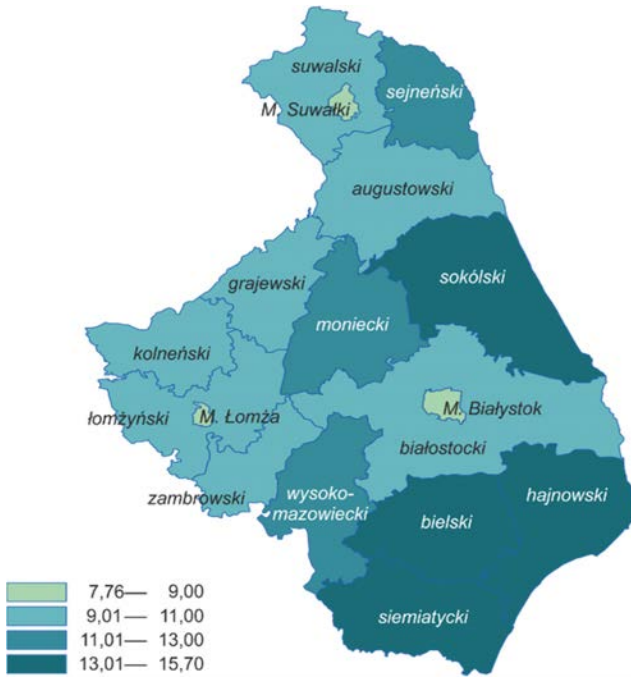 suwalski
sejneński
M. Suwałki
augustowski
sokólski
grajewski
moniecki
kolneński
łomżyński
M. Łomża
M. Białystok
białostocki
zambrowski
wysoko-
mazowiecki
hajnowski
bielski
siemiatycki
7,76— 9,00
9,01— 11,00
11,01— 13,00
13,01— 15,70